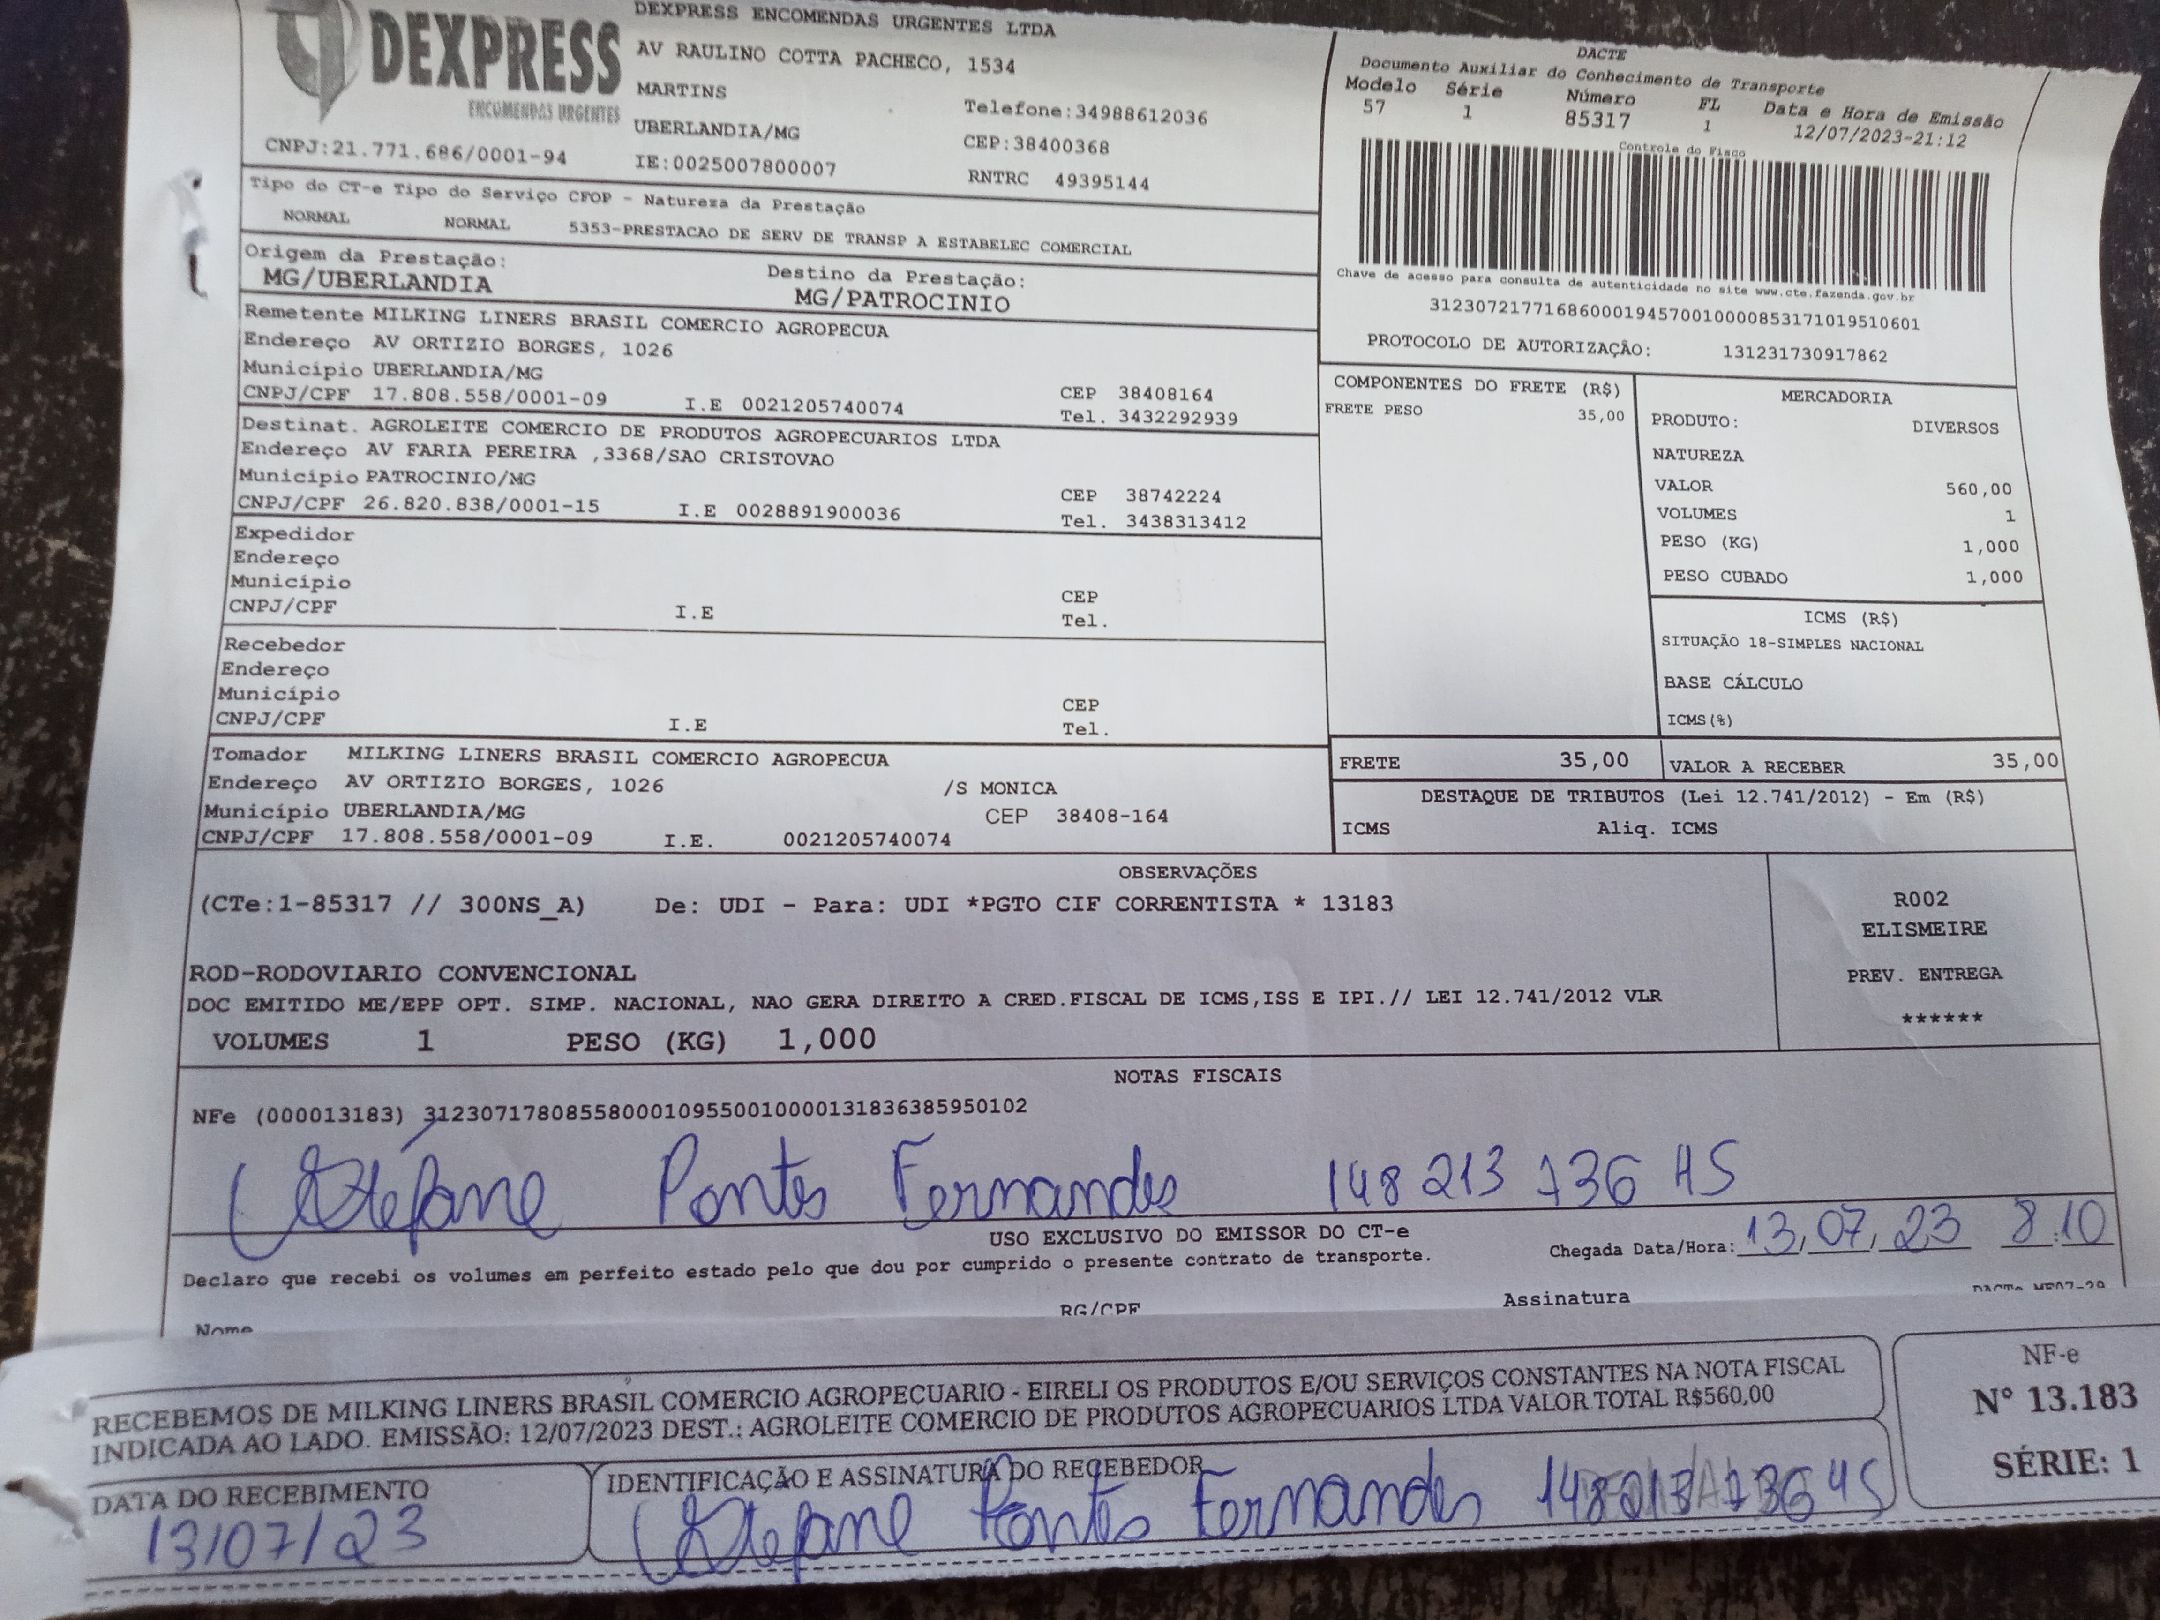 DEXPRESS
ENCOMENDAS URGENTES
CNPJ:21.771.686/0001-94
DEXPRESS ENCOMENDAS URGENTES LTDA
AV RAULINO COTTA PACHECO, 1534
MARTINS
Telefone:34988612036
UBERLANDIA/MG
CEP:38400368
IE:0025007800007
RNTRC 49395144
DACTE
Documento Auxiliar do Conhecimento de Transporte
Modelo Série Número FL Data e Hora de Emissão
57 1 85317 1 12/07/2023-21:12
Controle do Fisco
Chave de acesso para consulta de autenticidade no site www.cte.fazenda.gov.br
31230721771686000194570010000853171019510601
PROTOCOLO DE AUTORIZAÇÃO: 131231730917862
Tipo do CT-e Tipo do Serviço CFOP - Natureza da Prestação
NORMAL NORMAL 5353-PRESTACAO DE SERV DE TRANSP A ESTABELEC COMERCIAL
Origem da Prestação: Destino da Prestação:
MG/UBERLANDIA MG/PATROCINIO
Remetente MILKING LINERS BRASIL COMERCIO AGROPECUA
Endereço AV ORTIZIO BORGES, 1026
Município UBERLANDIA/MG CEP 38408164
CNPJ/CPF 17.808.558/0001-09 I.E 0021205740074 Tel. 3432292939
Destinat. AGROLEITE COMERCIO DE PRODUTOS AGROPECUARIOS LTDA
Endereço AV FARIA PEREIRA ,3368/SAO CRISTOVAO
Município PATROCINIO/MG CEP 38742224
CNPJ/CPF 26.820.838/0001-15 I.E 0028891900036 Tel. 3438313412
Expedidor
Endereço
Município CEP
CNPJ/CPF I.E Tel.
Recebedor
Endereço
Município CEP
CNPJ/CPF I.E Tel.
Tomador MILKING LINERS BRASIL COMERCIO AGROPECUA
Endereço AV ORTIZIO BORGES, 1026 /S MONICA
Município UBERLANDIA/MG CEP 38408-164
CNPJ/CPF 17.808.558/0001-09 I.E. 0021205740074
COMPONENTES DO FRETE (R$)
FRETE PESO 35,00
MERCADORIA
PRODUTO: DIVERSOS
NATUREZA
VALOR 560,00
VOLUMES 1
PESO (KG) 1,000
PESO CUBADO 1,000
ICMS (R$)
SITUAÇÃO 18-SIMPLES NACIONAL
BASE CÁLCULO
ICMS(%)
FRETE 35,00 VALOR A RECEBER 35,00
DESTAQUE DE TRIBUTOS (Lei 12.741/2012) - Em (R$)
ICMS Aliq. ICMS
OBSERVAÇÕES
(CTe:1-85317 // 300NS_A) De: UDI - Para: UDI *PGTO CIF CORRENTISTA * 13183
ROD-RODOVIARIO CONVENCIONAL
DOC EMITIDO ME/EPP OPT. SIMP. NACIONAL, NAO GERA DIREITO A CRED.FISCAL DE ICMS,ISS E IPI.// LEI 12.741/2012 VLR
VOLUMES 1 PESO (KG) 1,000
R002
ELISMEIRE
PREV. ENTREGA
******
NOTAS FISCAIS
NFe (000013183) 31230717808558000109550010000131836385950102
Stéfane Pontes Fernandes 148 213 736 45
USO EXCLUSIVO DO EMISSOR DO CT-e
Chegada Data/Hora: 13/07/23 8:10
Declaro que recebi os volumes em perfeito estado pelo que dou por cumprido o presente contrato de transporte.
Nome RG/CPF Assinatura
RECEBEMOS DE MILKING LINERS BRASIL COMERCIO AGROPECUARIO - EIRELI OS PRODUTOS E/OU SERVIÇOS CONSTANTES NA NOTA FISCAL
INDICADA AO LADO. EMISSÃO: 12/07/2023 DEST.: AGROLEITE COMERCIO DE PRODUTOS AGROPECUARIOS LTDA VALOR TOTAL R$560,00
DATA DO RECEBIMENTO
13/07/23
IDENTIFICAÇÃO E ASSINATURA DO RECEBEDOR
Stefane Pontes Fernandes 148213736 45
NF-e
N° 13.183
SÉRIE: 1